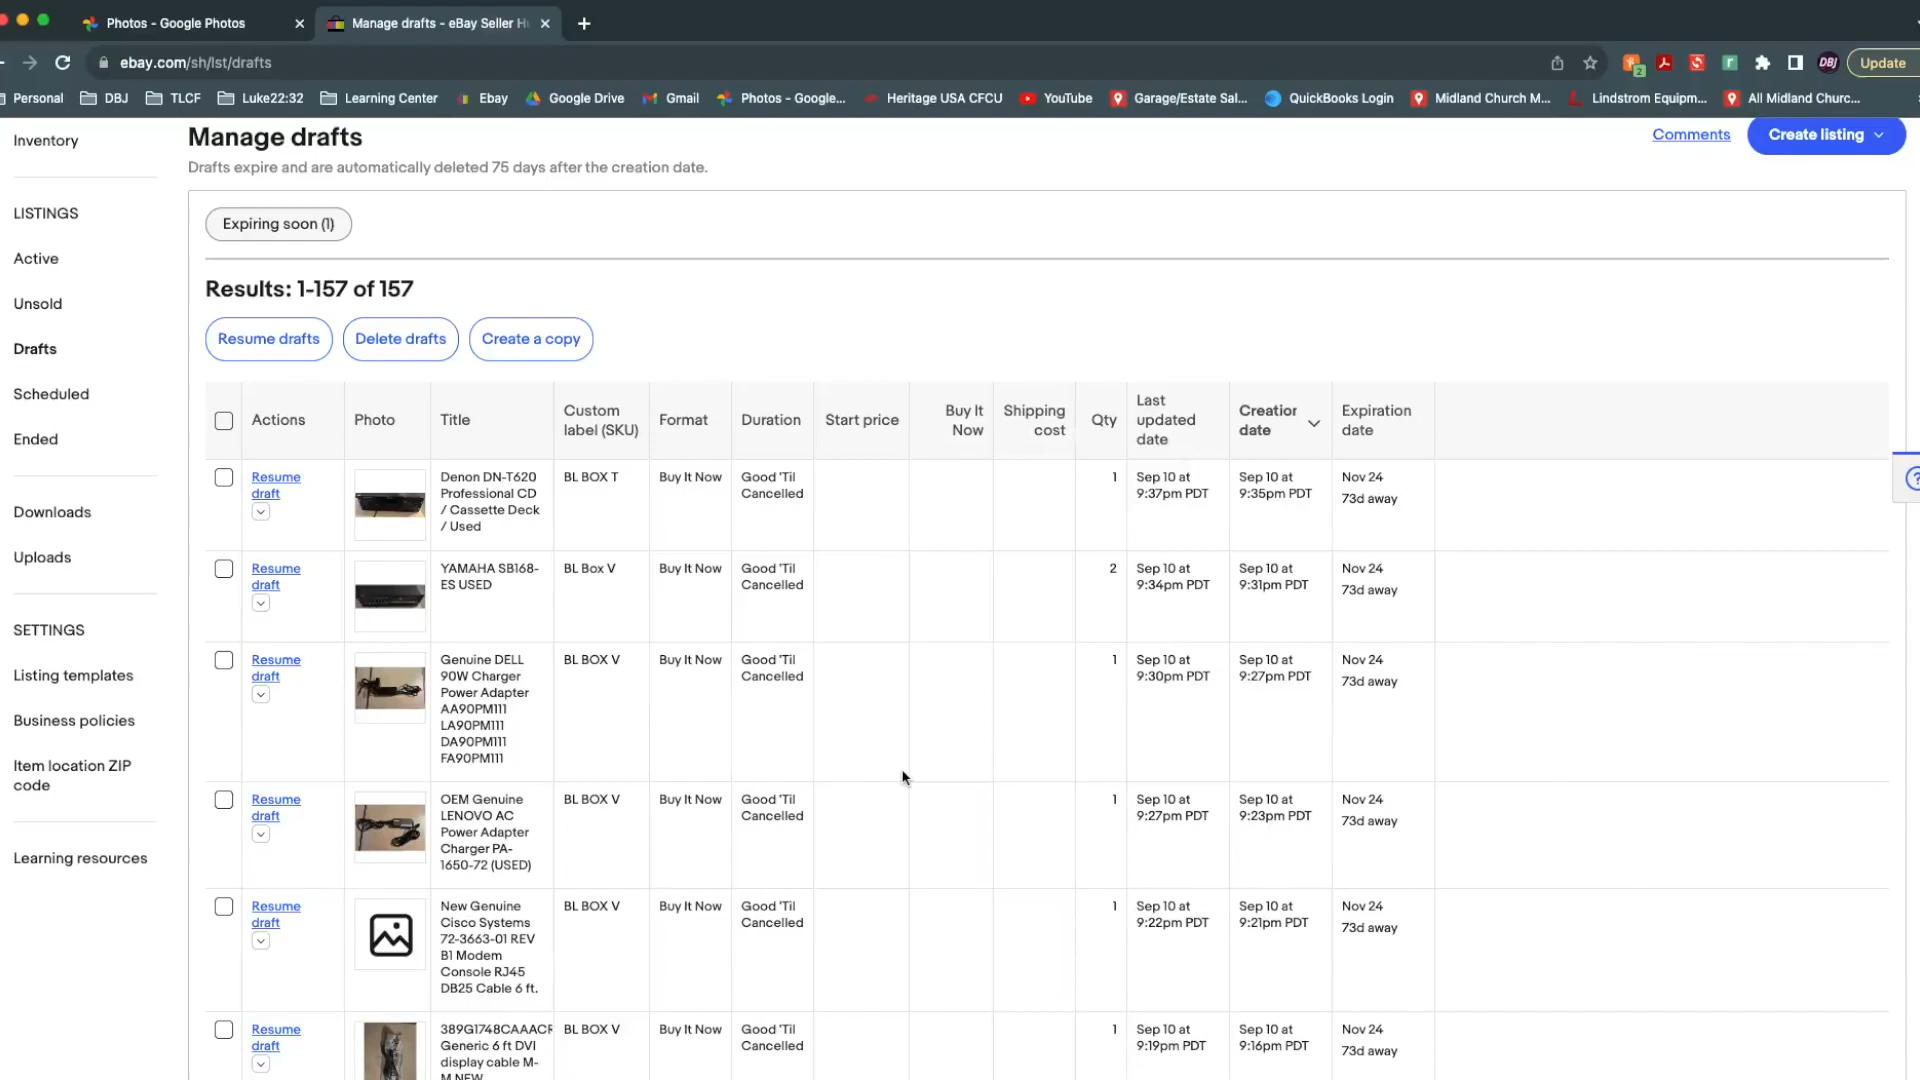 Photos - Google Photos
Manage drafts - eBay Seller H
ebay.com/sh/lst/drafts
2
DBJ
Update
Personal
DBJ
TLCF
Luke22:32
Learning Center
Ebay
Google Drive
Gmail
Photos - Google...
Heritage USA CFCU
YouTube
Garage/Estate Sal...
QuickBooks Login
Midland Church M...
Lindstrom Equipm...
All Midland Churc...
Inventory
LISTINGS
Active
Unsold
Drafts
Scheduled
Ended
Downloads
Uploads
SETTINGS
Listing templates
Business policies
Item location ZIP
code
Learning resources
Manage drafts
Comments
Create listing
Drafts expire and are automatically deleted 75 days after the creation date.
Expiring soon (1)
Results: 1-157 of 157
Resume drafts
Delete drafts
Create a copy
Actions
Photo
Title
Custom
label (SKU)
Format
Duration
Start price
Buy It
Now
Shipping
cost
Qty
Last
updated
date
Creation
date
Expiration
date
Resume
draft
Denon DN-T620
Professional CD
/ Cassette Deck
/ Used
BL BOX T
Buy It Now
Good 'Til
Cancelled
1
Sep 10 at
9:37pm PDT
Sep 10 at
9:35pm PDT
Nov 24
73d away
Resume
draft
YAMAHA SB168-
ES USED
BL Box V
Buy It Now
Good 'Til
Cancelled
2
Sep 10 at
9:34pm PDT
Sep 10 at
9:31pm PDT
Nov 24
73d away
Resume
draft
Genuine DELL
90W Charger
Power Adapter
AA90PM111
LA90PM111
DA90PM111
FA90PM111
BL BOX V
Buy It Now
Good 'Til
Cancelled
1
Sep 10 at
9:30pm PDT
Sep 10 at
9:27pm PDT
Nov 24
73d away
Resume
draft
OEM Genuine
LENOVO AC
Power Adapter
Charger PA-
1650-72 (USED)
BL BOX V
Buy It Now
Good 'Til
Cancelled
1
Sep 10 at
9:27pm PDT
Sep 10 at
9:23pm PDT
Nov 24
73d away
Resume
draft
New Genuine
Cisco Systems
72-3663-01 REV
B1 Modem
Console RJ45
DB25 Cable 6 ft.
BL BOX V
Buy It Now
Good 'Til
Cancelled
1
Sep 10 at
9:22pm PDT
Sep 10 at
9:21pm PDT
Nov 24
73d away
Resume
draft
389G1748CAAACF
Generic 6 ft DVI
display cable M-
M NEW
BL BOX V
Buy It Now
Good 'Til
Cancelled
1
Sep 10 at
9:19pm PDT
Sep 10 at
9:16pm PDT
Nov 24
73d away